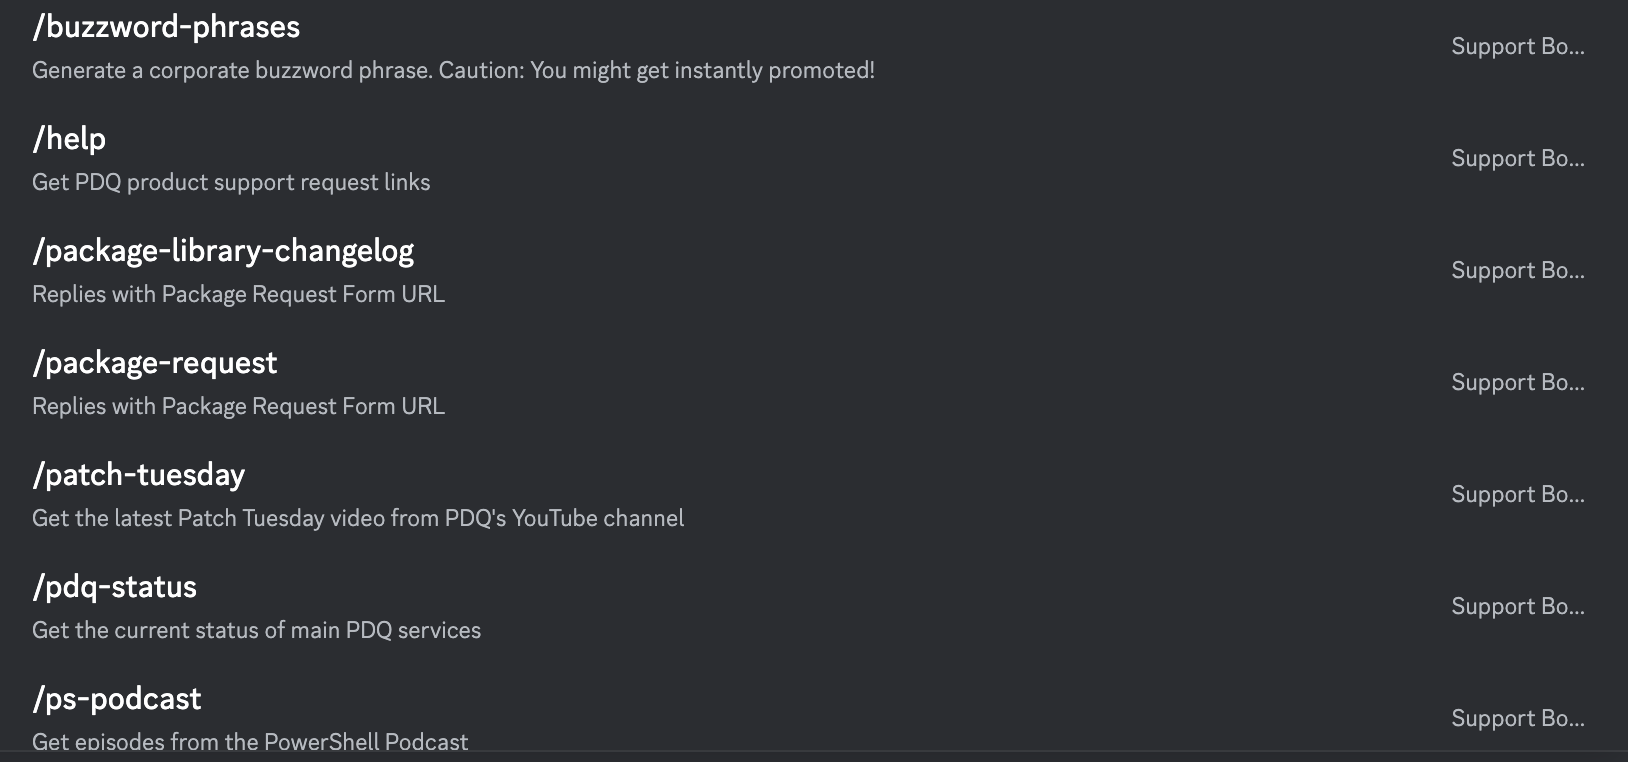 /buzzword-phrases
Generate a corporate buzzword phrase. Caution: You might get instantly promoted!
Support Bo...
/help
Get PDQ product support request links
Support Bo...
/package-library-changelog
Replies with Package Request Form URL
Support Bo...
/package-request
Replies with Package Request Form URL
Support Bo...
/patch-tuesday
Get the latest Patch Tuesday video from PDQ's YouTube channel
Support Bo...
/pdq-status
Get the current status of main PDQ services
Support Bo...
/ps-podcast
Get episodes from the PowerShell Podcast
Support Bo...